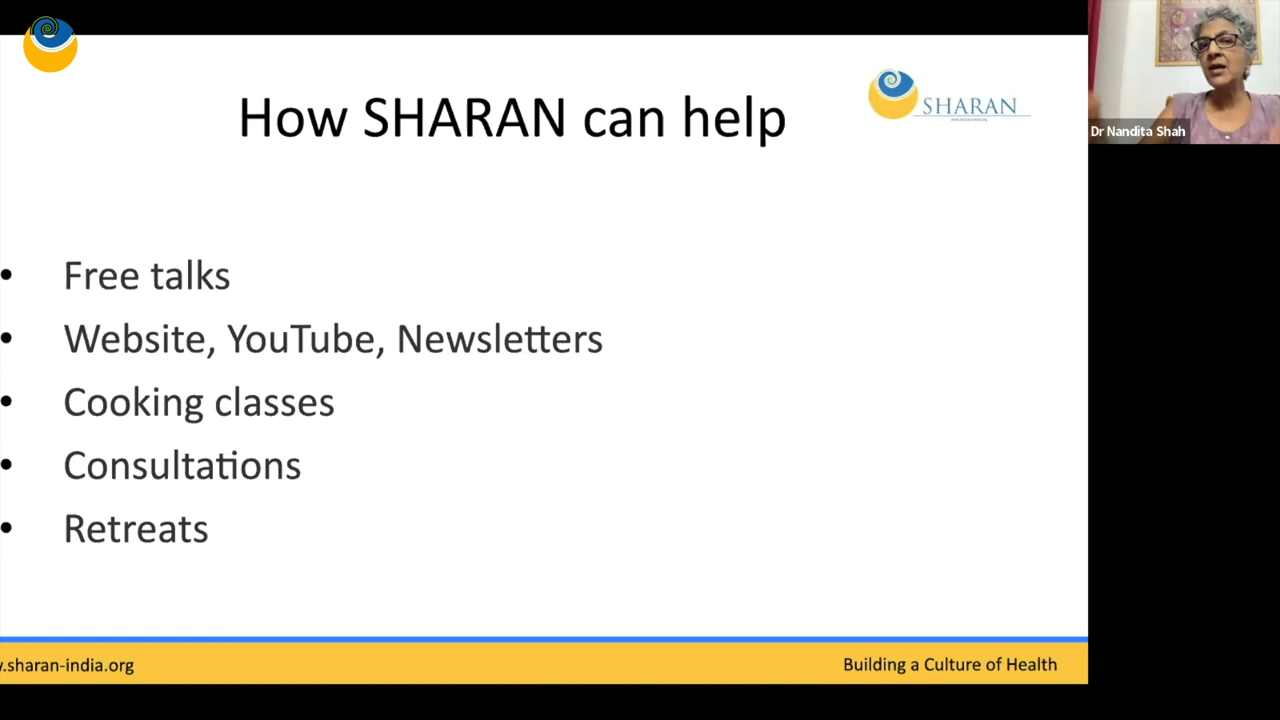 How SHARAN can help
SHARAN
Dr Nandita Shah
• Free talks
• Website, YouTube, Newsletters
• Cooking classes
• Consultations
• Retreats
.sharan-india.org
Building a Culture of Health